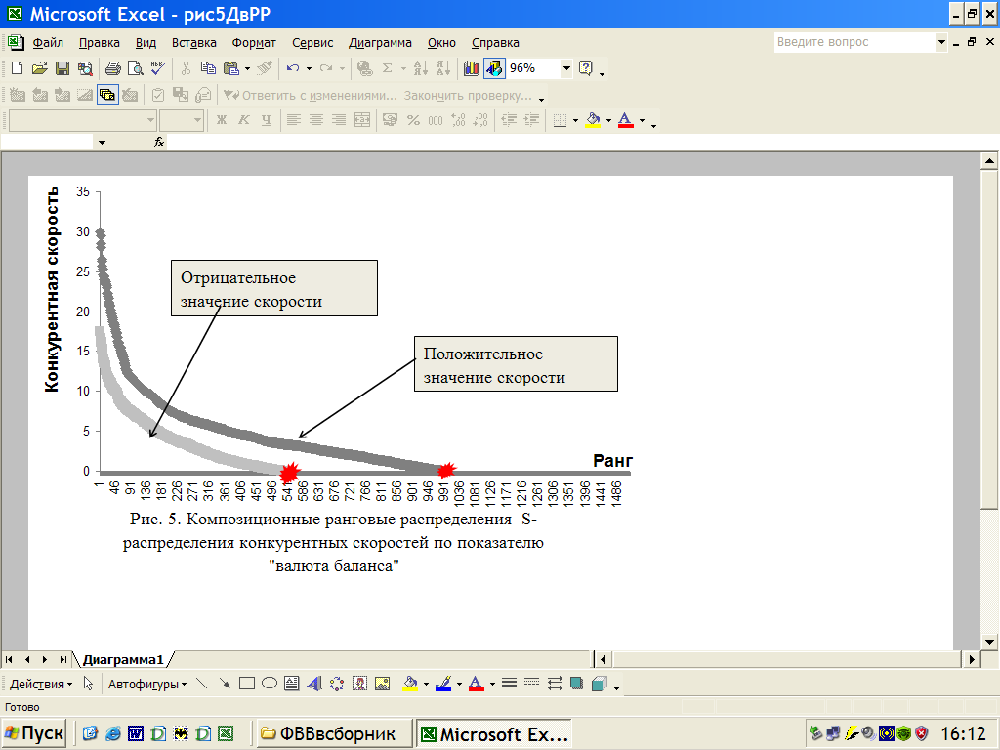 Microsoft Excel - рис5ДвРР
Файл Правка Вид Вставка Формат Сервис Диаграмма Окно Справка Введите вопрос
96%
Ответить с изменениями... Закончить проверку...
Ж К Ч % 000
fx
35
30
25
20
15
10
5
0
Конкурентная скорость
Отрицательное
значение скорости
Положительное
значение скорости
Ранг
1 46 91 136 181 226 271 316 361 406 451 496 541 586 631 676 721 766 811 856 901 946 991 1036 1081 1126 1171 1216 1261 1306 1351 1396 1441 1486
Рис. 5. Композиционные ранговые распределения S-
распределения конкурентных скоростей по показателю
"валюта баланса"
Диаграмма1
Действия Автофигуры
Готово
Пуск ФВВвсборник Microsoft Ex... 16:12